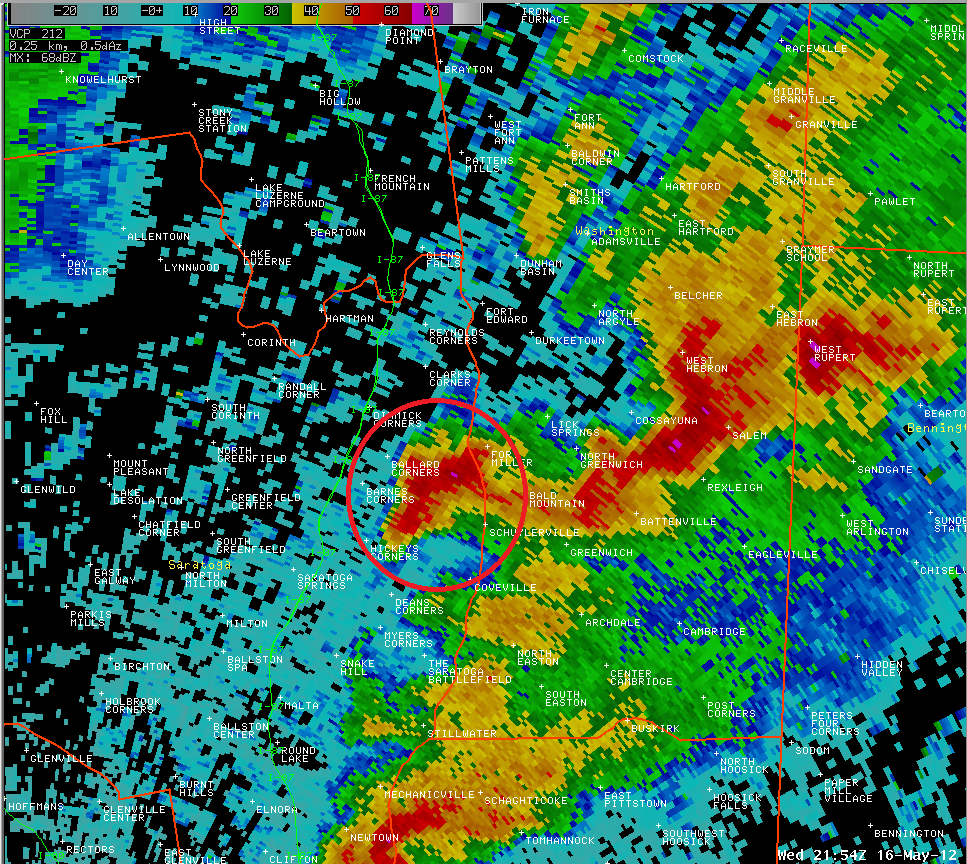 -20 10 -0+ 10 20 30 40 50 60 70
VCP 212
0.25 km, 0.5dAz
MX: 68dBZ
HIGH
STREET
DIAMOND
POINT
IRON
FURNACE
RACEVILLE
COMSTOCK
KNOWELHURST
BRAYTON
I-87
BIG
HOLLOW
MIDDLE
GRANVILLE
STONY
CREEK
STATION
WEST
FORT
ANN
FORT
ANN
GRANVILLE
PATTENS
MILLS
BALDWIN
CORNER
FRENCH
MOUNTAIN
I-87
I-87
LAKE
LUZERNE
CAMPGROUND
SMITHS
BASIN
HARTFORD
SOUTH
GRANVILLE
PAWLET
ALLENTOWN
BEARTOWN
Washington
ADAMSVILLE
EAST
HARTFORD
BRAYMER
SCHOOL
DAY
CENTER
LYNNWOOD
LAKE
LUZERNE
I-87
GLENS
FALLS
DUNHAM
BASIN
NORTH
RUPERT
I-87
BELCHER
HARTMAN
FORT
EDWARD
NORTH
ARGYLE
EAST
HEBRON
EAST
RUPERT
CORINTH
REYNOLDS
CORNERS
DURKEETOWN
WEST
HEBRON
WEST
RUPERT
RANDALL
CORNER
CLARKS
CORNER
FOX
HILL
SOUTH
CORINTH
DIMMICK
CORNERS
LICK
SPRINGS
COSSAYUNA
SALEM
MOUNT
PLEASANT
NORTH
GREENFIELD
BALLARD
CORNERS
NORTH
GREENWICH
SANDGATE
GLENWILD
LAKE
DESOLATION
GREENFIELD
CENTER
BARNES
CORNERS
BALD
MOUNTAIN
REXLEIGH
CHATFIELD
CORNER
SOUTH
GREENFIELD
HICKEYS
CORNERS
SCHUYLERVILLE
BATTENVILLE
WEST
ARLINGTON
EAST
GALWAY
Saratoga
NORTH
MILTON
SARATOGA
SPRINGS
COVEVILLE
GREENWICH
EAGLEVILLE
PARKIS
MILLS
MILTON
DEANS
CORNERS
ARCHDALE
CAMBRIDGE
BIRCHTON
BALLSTON
SPA
SNAKE
HILL
MYERS
CORNERS
THE
SARATOGA
BATTLEFIELD
NORTH
EASTON
CENTER
CAMBRIDGE
HIDDEN
VALLEY
HOLBROOK
CORNERS
MALTA
SOUTH
EASTON
POST
CORNERS
PETERS
FOUR
CORNERS
BALLSTON
CENTER
STILLWATER
BUSKIRK
GLENVILLE
ROUND
LAKE
SODOM
NORTH
HOOSICK
BURNT
HILLS
MECHANICVILLE
SCHAGHTICOKE
EAST
PITTSTOWN
HOOSICK
FALLS
PAPER
MILL
VILLAGE
HOFFMANS
GLENVILLE
CENTER
ELNORA
NEWTOWN
TOMHANNOCK
SOUTHWEST
HOOSICK
BENNINGTON
RECTORS
EAST
GLENVILLE
CLIFTON
Wed 21:54Z 16-May-12